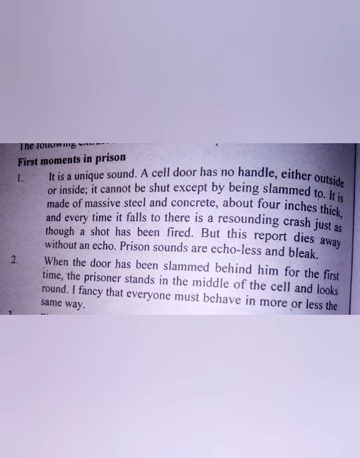 The following
First moments in prison
1. It is a unique sound. A cell door has no handle, either outside
or inside; it cannot be shut except by being slammed to. It is
made of massive steel and concrete, about four inches thick,
and every time it falls to there is a resounding crash just as
though a shot has been fired. But this report dies away
without an echo. Prison sounds are echo-less and bleak.
2. When the door has been slammed behind him for the first
time, the prisoner stands in the middle of the cell and looks
round. I fancy that everyone must behave in more or less the
same way.